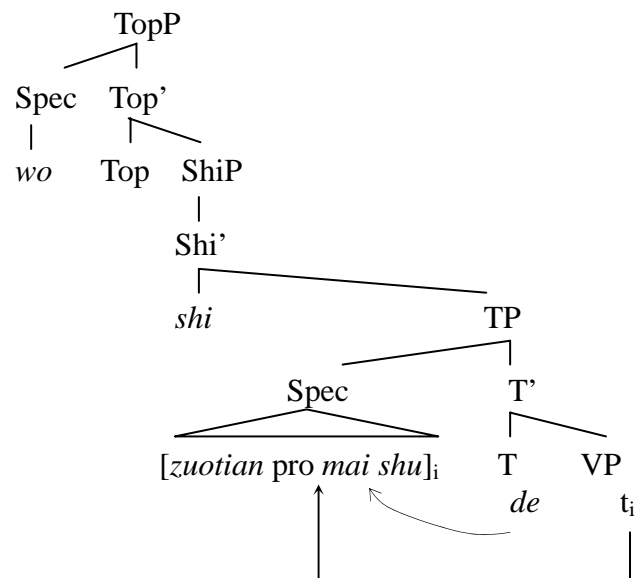 TopP
Spec Top’
wo Top ShiP
Shi’
shi TP
Spec T’
[zuotian pro mai shu]i T VP
de ti